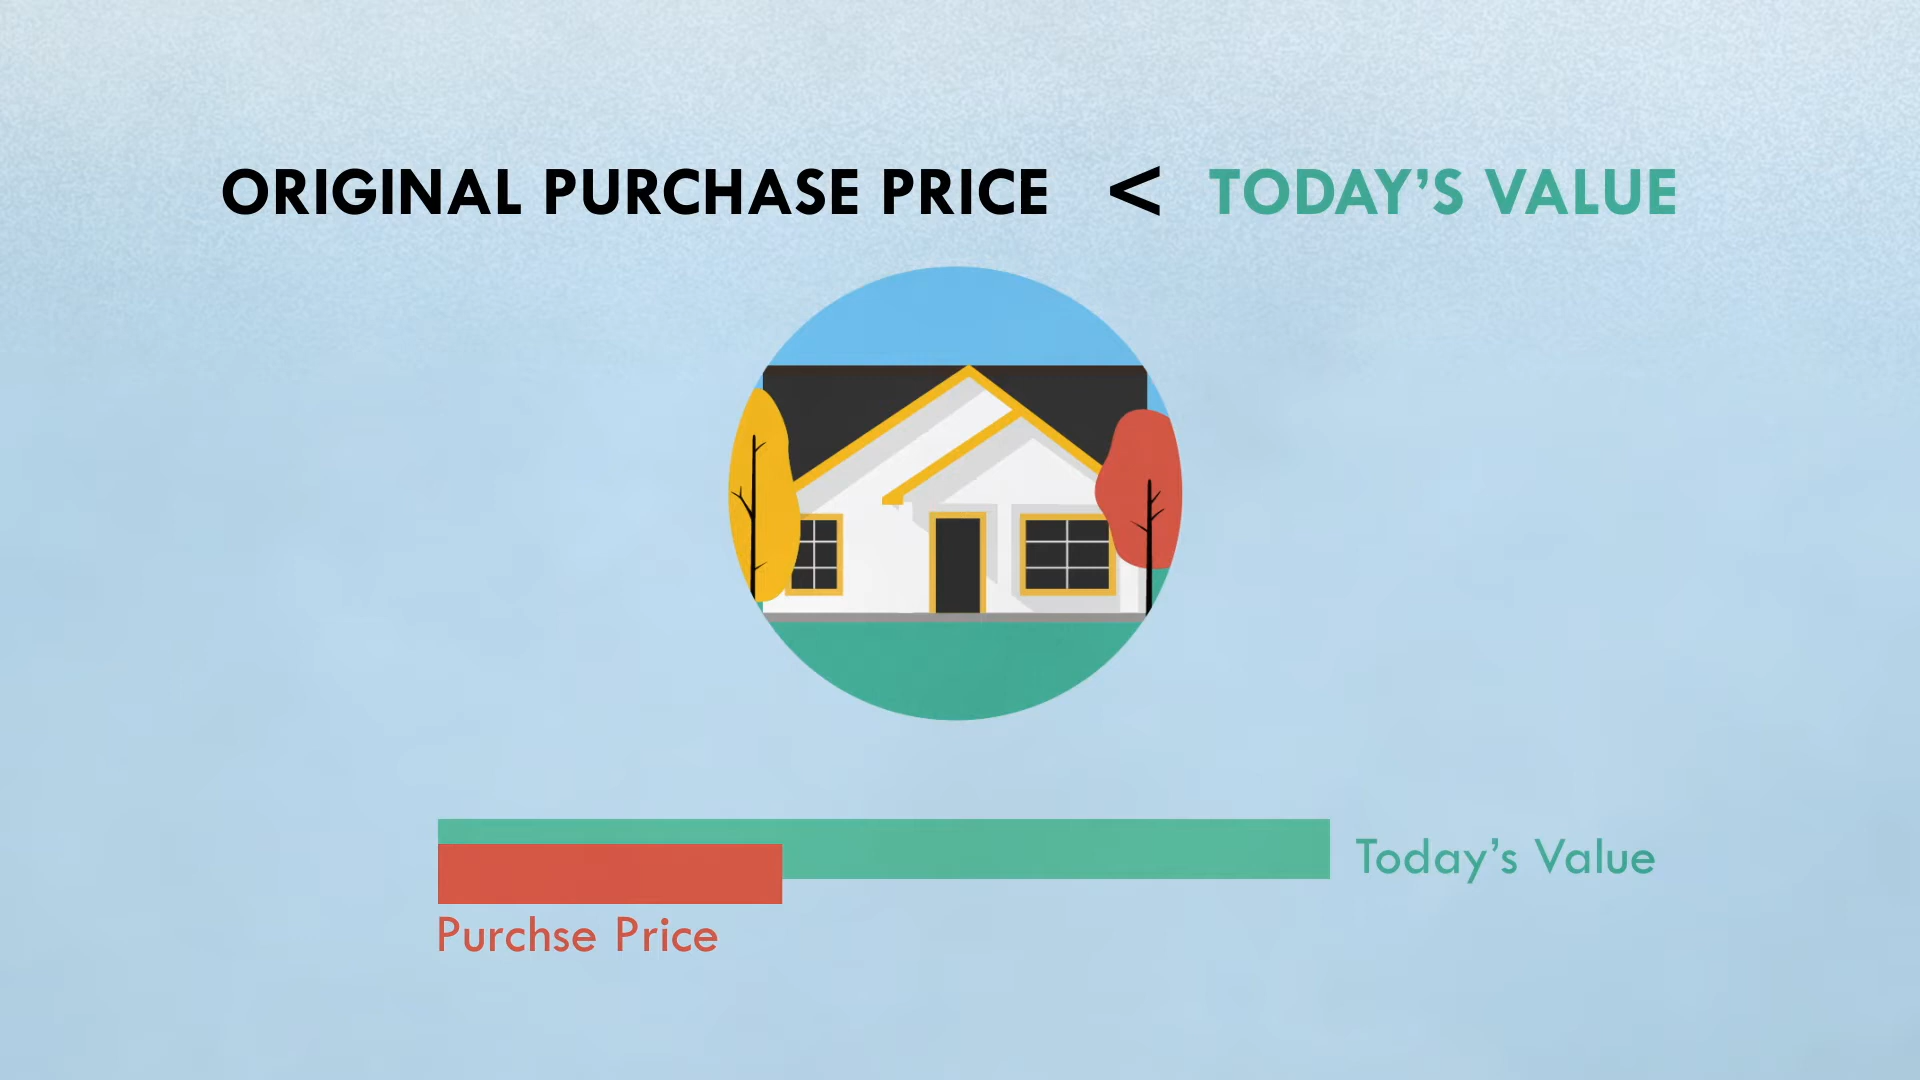 ORIGINAL PURCHASE PRICE < TODAY’S VALUE
Today’s Value
Purchse Price